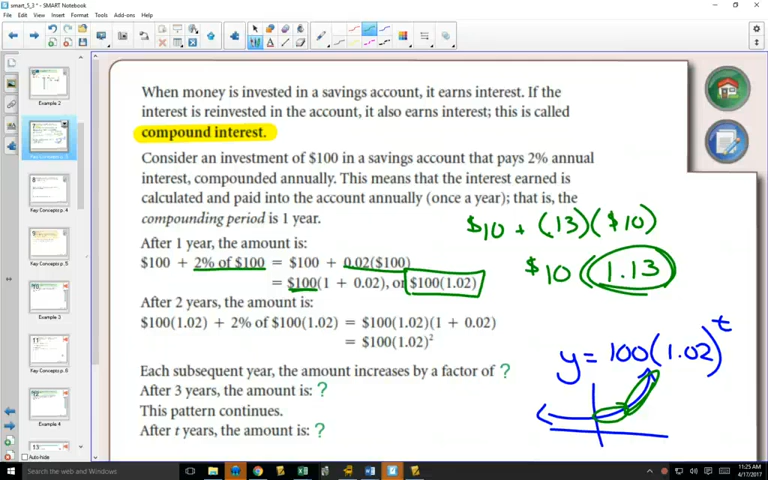 smart_5_3 * - SMART Notebook
File Edit View Insert Format Tools Add-ons Help
Example 2
Key Concepts p. 4
Key Concepts p. 5
Example 3
Example 4
Auto-hide
When money is invested in a savings account, it earns interest. If the
interest is reinvested in the account, it also earns interest; this is called
compound interest.
Consider an investment of $100 in a savings account that pays 2% annual
interest, compounded annually. This means that the interest earned is
calculated and paid into the account annually (once a year); that is, the
compounding period is 1 year.
$10 + (.13)($10)
After 1 year, the amount is:
$100 + 2% of $100 = $100 + 0.02($100)
= $100(1 + 0.02), or $100(1.02)
$10 (1.13)
After 2 years, the amount is:
$100(1.02) + 2% of $100(1.02) = $100(1.02)(1 + 0.02)
= $100(1.02)²
y = 100(1.02)^t
Each subsequent year, the amount increases by a factor of ?
After 3 years, the amount is: ?
This pattern continues.
After t years, the amount is: ?
Search the web and Windows
11:25 AM
4/17/2017